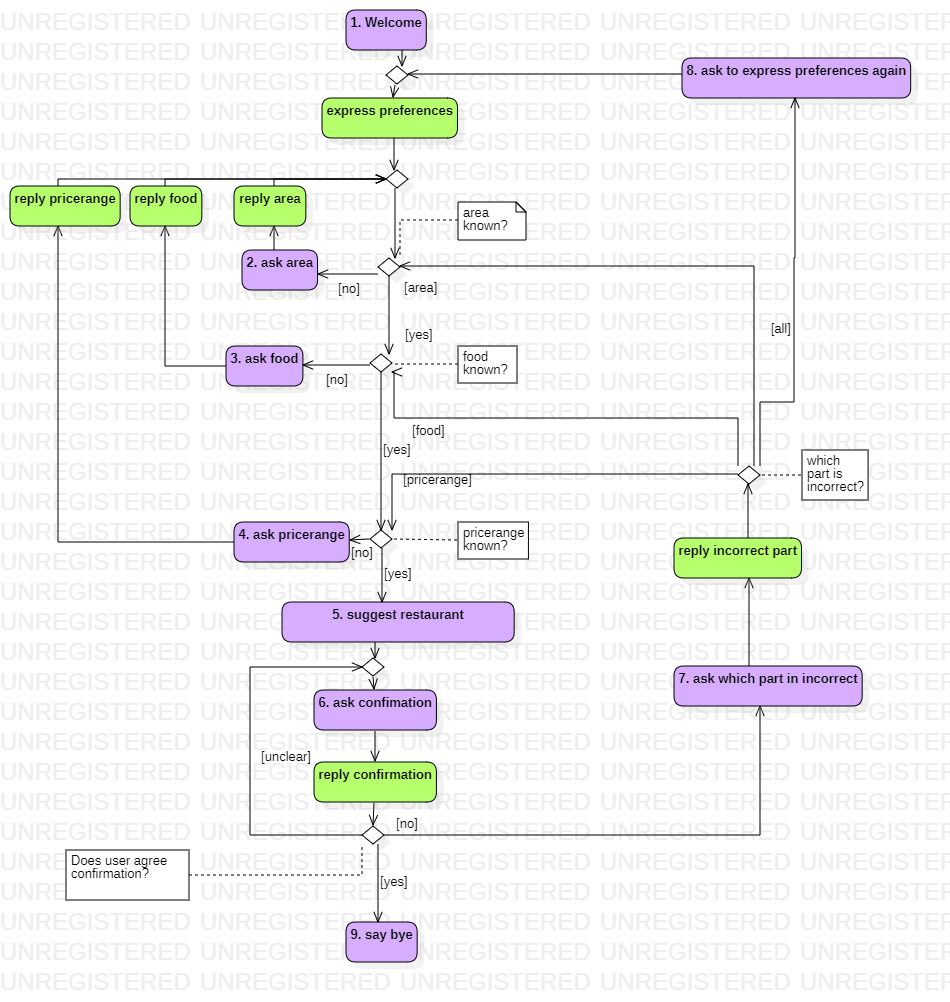 1. Welcome
8. ask to express preferences again
express preferences
reply pricerange
reply food
reply area
area
known?
2. ask area
[no]
[area]
[all]
[yes]
3. ask food
food
known?
[no]
[food]
[yes]
which
part is
incorrect?
[pricerange]
4. ask pricerange
[no]
pricerange
known?
reply incorrect part
[yes]
5. suggest restaurant
7. ask which part in incorrect
6. ask confimation
[unclear]
reply confirmation
[no]
Does user agree
confirmation?
[yes]
9. say bye
UNREGISTERED